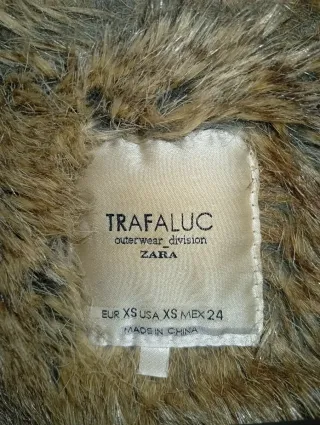 TRAFALUC
outerwear_division
ZARA
EUR XS USA XS MEX 24
MADE IN CHINA